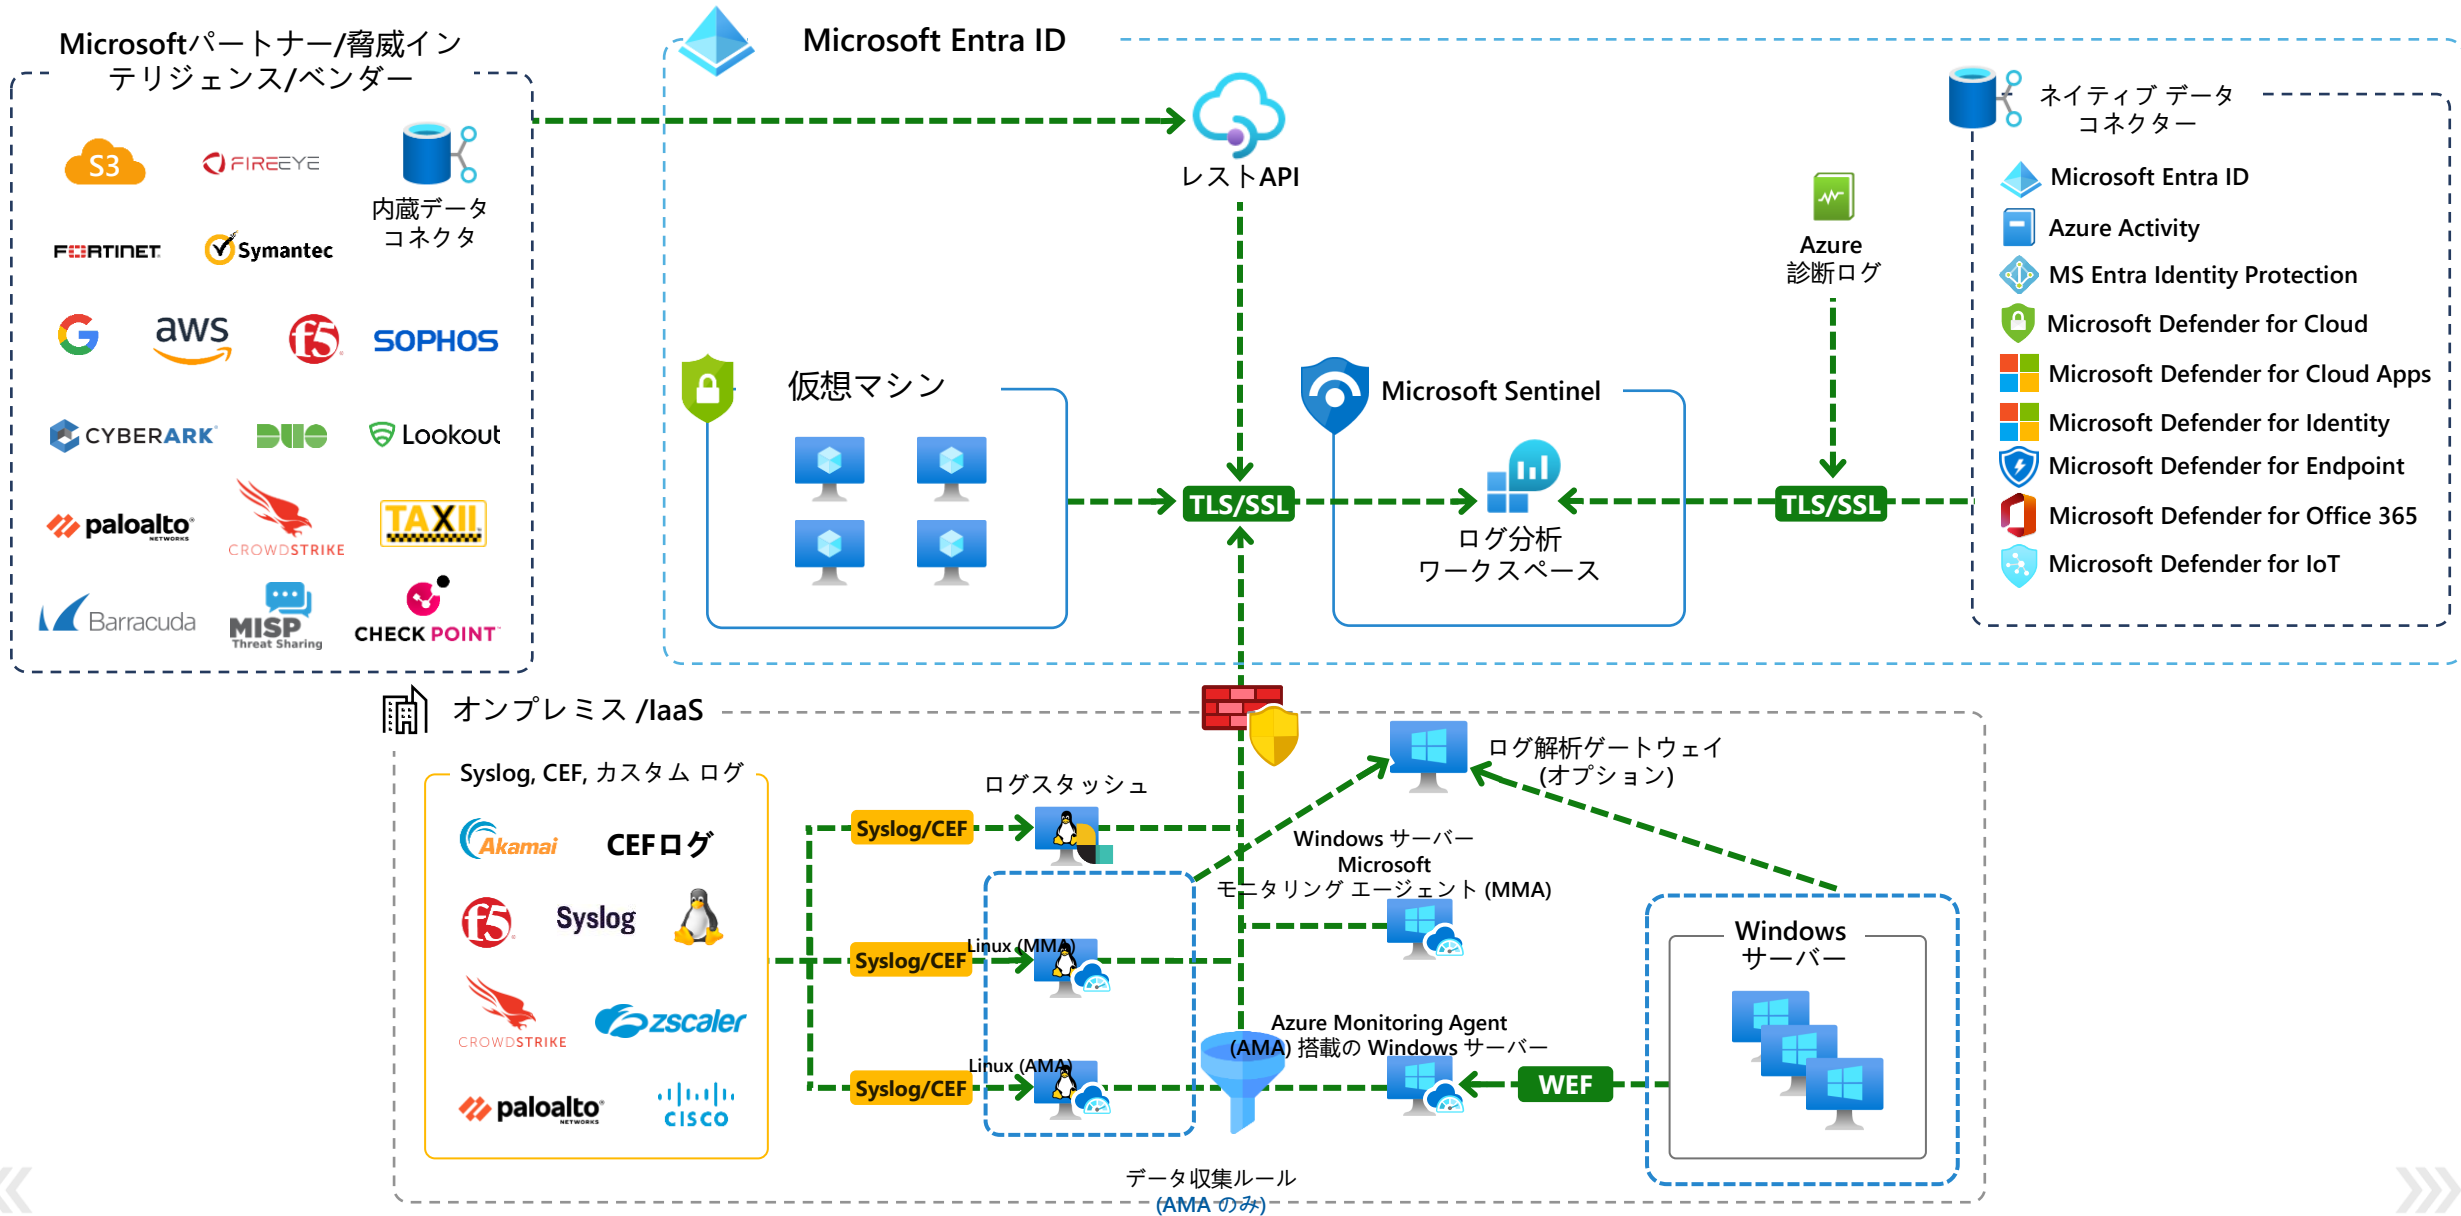 Microsoftパートナー/脅威イン
テリジェンス/ベンダー
S3
FIREEYE
内蔵データ
コネクタ
FORTINET
Symantec
aws
f5
SOPHOS
CYBERARK
DUO
Lookout
paloalto
NETWORKS
CROWDSTRIKE
TAXII
Barracuda
MISP
Threat Sharing
CHECK POINT
Microsoft Entra ID
レストAPI
仮想マシン
TLS/SSL
Microsoft Sentinel
ログ分析
ワークスペース
Azure
診断ログ
TLS/SSL
ネイティブ データ
コネクター
Microsoft Entra ID
Azure Activity
MS Entra Identity Protection
Microsoft Defender for Cloud
Microsoft Defender for Cloud Apps
Microsoft Defender for Identity
Microsoft Defender for Endpoint
Microsoft Defender for Office 365
Microsoft Defender for IoT
オンプレミス /IaaS
Syslog, CEF, カスタム ログ
Akamai
CEFログ
f5
Syslog
CROWDSTRIKE
zscaler
paloalto
NETWORKS
CISCO
Syslog/CEF
ログスタッシュ
Syslog/CEF
Linux (MMA)
Syslog/CEF
Linux (AMA)
ログ解析ゲートウェイ
(オプション)
Windows サーバー
Microsoft
モニタリング エージェント (MMA)
Azure Monitoring Agent
(AMA) 搭載の Windows サーバー
WEF
Windows
サーバー
データ収集ルール
(AMA のみ)